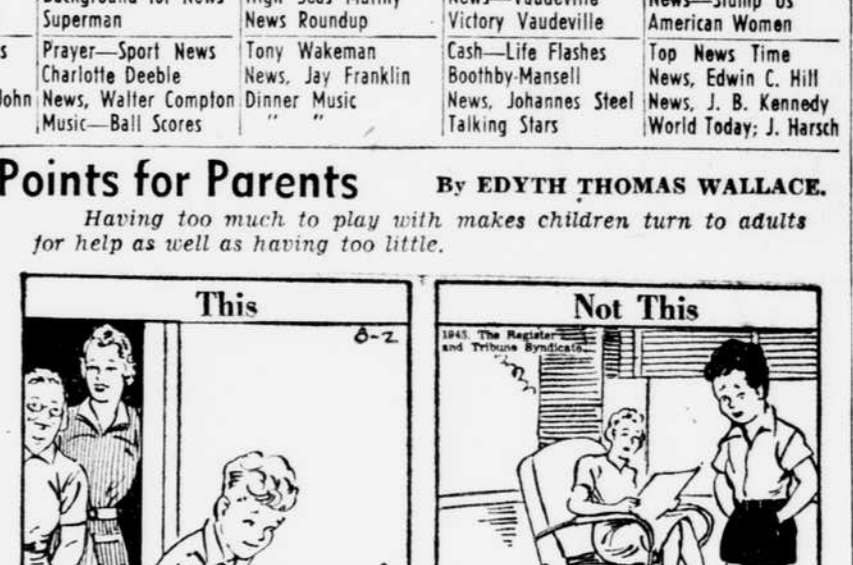 Superman News Roundup Victory Vaudeville American Women
s Prayer—Sport News Tony Wakeman Cash—Life Flashes Top News Time
Charlotte Deeble News, Jay Franklin Boothby-Mansell News, Edwin C. Hill
John News, Walter Compton Dinner Music News, Johannes Steel News, J. B. Kennedy
Music—Ball Scores " " Talking Stars World Today; J. Harsch
Points for Parents By EDYTH THOMAS WALLACE.
Having too much to play with makes children turn to adults
for help as well as having too little.
This
Not This
8-2
1943, The Register
and Tribune Syndicate